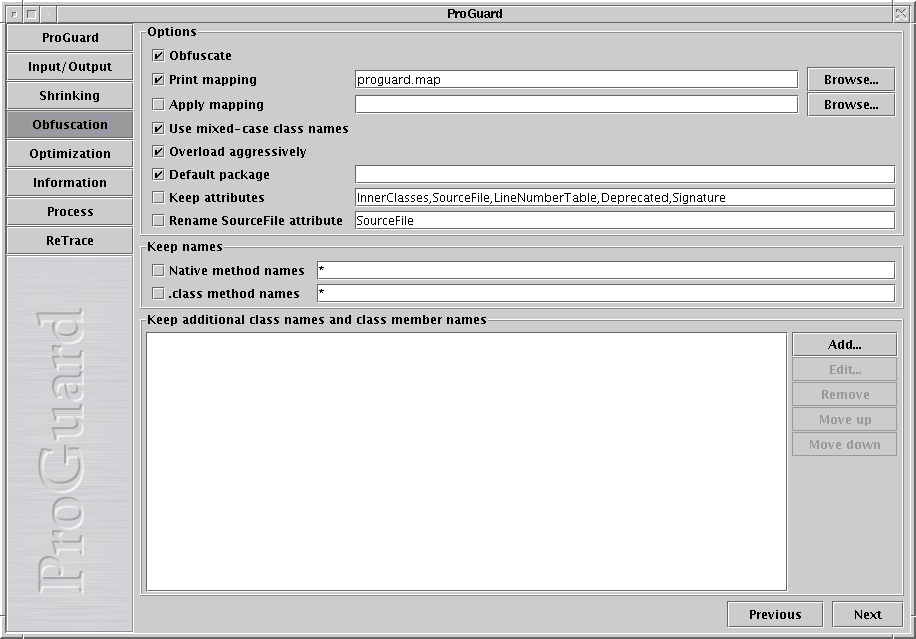 ProGuard
ProGuard
Input/Output
Shrinking
Obfuscation
Optimization
Information
Process
ReTrace
ProGuard
Options
Obfuscate
Print mapping proguard.map Browse...
Apply mapping Browse...
Use mixed-case class names
Overload aggressively
Default package
Keep attributes InnerClasses,SourceFile,LineNumberTable,Deprecated,Signature
Rename SourceFile attribute SourceFile
Keep names
Native method names *
.class method names *
Keep additional class names and class member names
Add...
Edit...
Remove
Move up
Move down
Previous Next